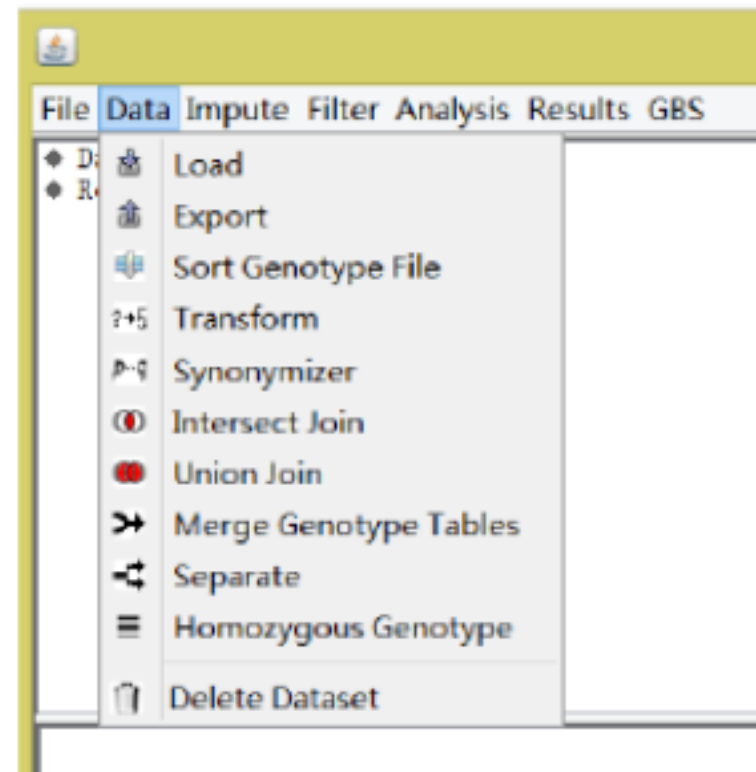 File Data Impute Filter Analysis Results GBS
Load
Export
Sort Genotype File
Transform
Synonymizer
Intersect Join
Union Join
Merge Genotype Tables
Separate
Homozygous Genotype
Delete Dataset